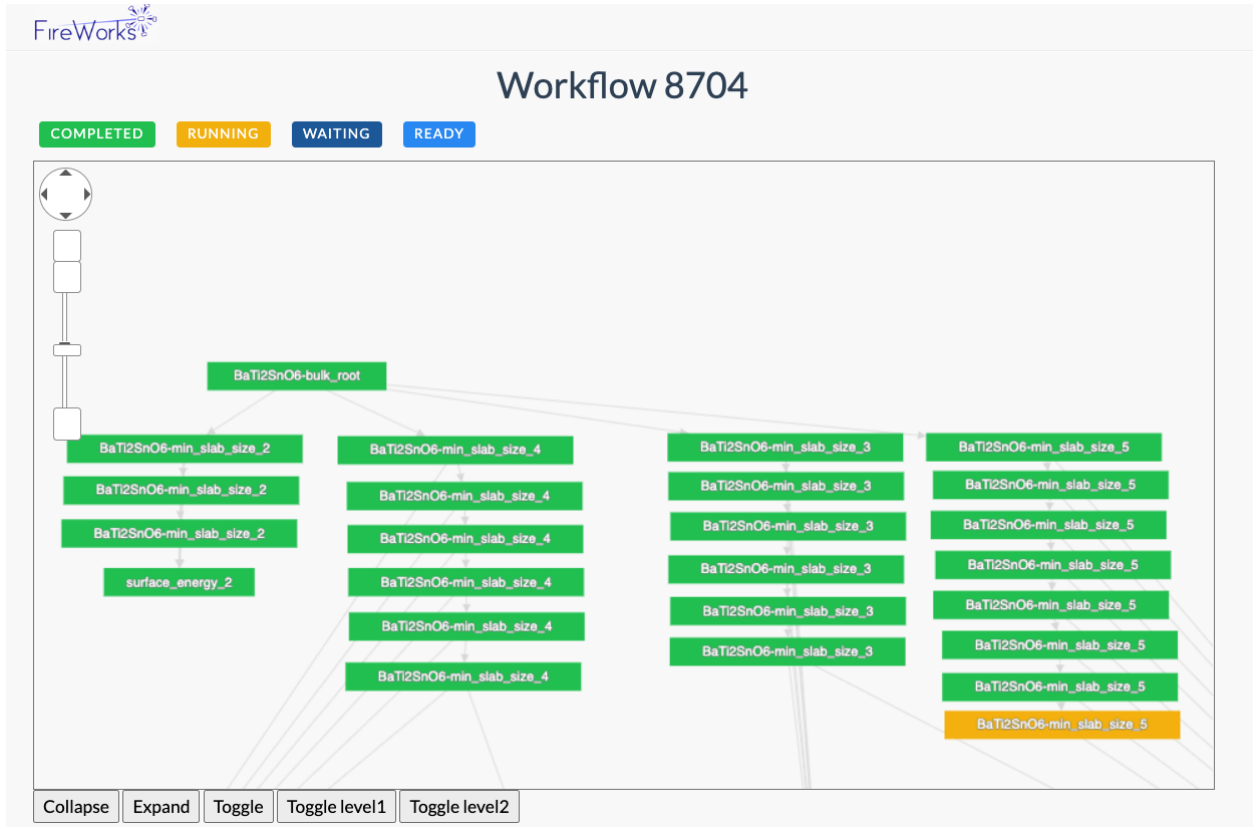 FireWorks
Workflow 8704
COMPLETED RUNNING WAITING READY
BaTi2SnO6-bulk_root
BaTi2SnO6-min_slab_size_2
BaTi2SnO6-min_slab_size_2
BaTi2SnO6-min_slab_size_2
surface_energy_2
BaTi2SnO6-min_slab_size_4
BaTi2SnO6-min_slab_size_4
BaTi2SnO6-min_slab_size_4
BaTi2SnO6-min_slab_size_4
BaTi2SnO6-min_slab_size_4
BaTi2SnO6-min_slab_size_4
BaTi2SnO6-min_slab_size_3
BaTi2SnO6-min_slab_size_3
BaTi2SnO6-min_slab_size_3
BaTi2SnO6-min_slab_size_3
BaTi2SnO6-min_slab_size_3
BaTi2SnO6-min_slab_size_3
BaTi2SnO6-min_slab_size_5
BaTi2SnO6-min_slab_size_5
BaTi2SnO6-min_slab_size_5
BaTi2SnO6-min_slab_size_5
BaTi2SnO6-min_slab_size_5
BaTi2SnO6-min_slab_size_5
BaTi2SnO6-min_slab_size_5
BaTi2SnO6-min_slab_size_5
Collapse Expand Toggle Toggle level1 Toggle level2